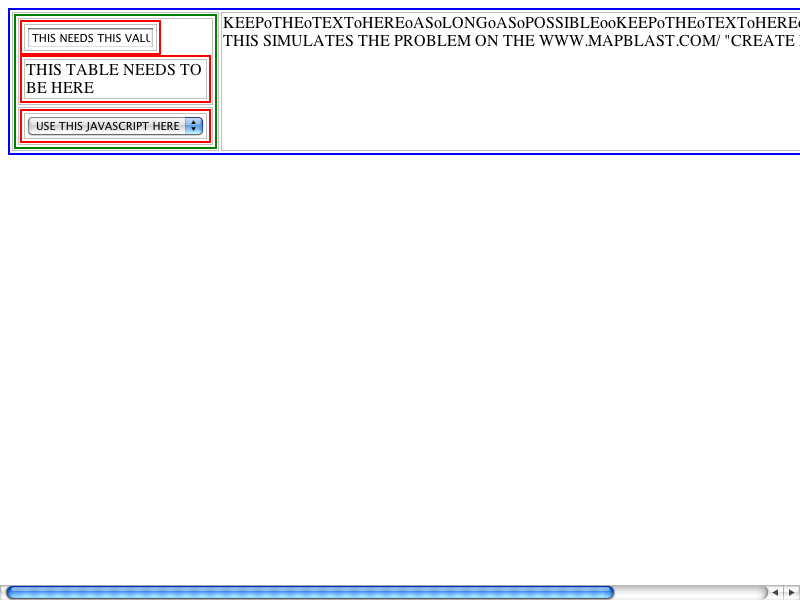 THIS NEEDS THIS VALU
THIS TABLE NEEDS TO
BE HERE
USE THIS JAVASCRIPT HERE
KEEPoTHEoTEXToHEREoASoLONGoASoPOSSIBLEooKEEPoTHEoTEXToHEREo
THIS SIMULATES THE PROBLEM ON THE WWW.MAPBLAST.COM/ "CREATE